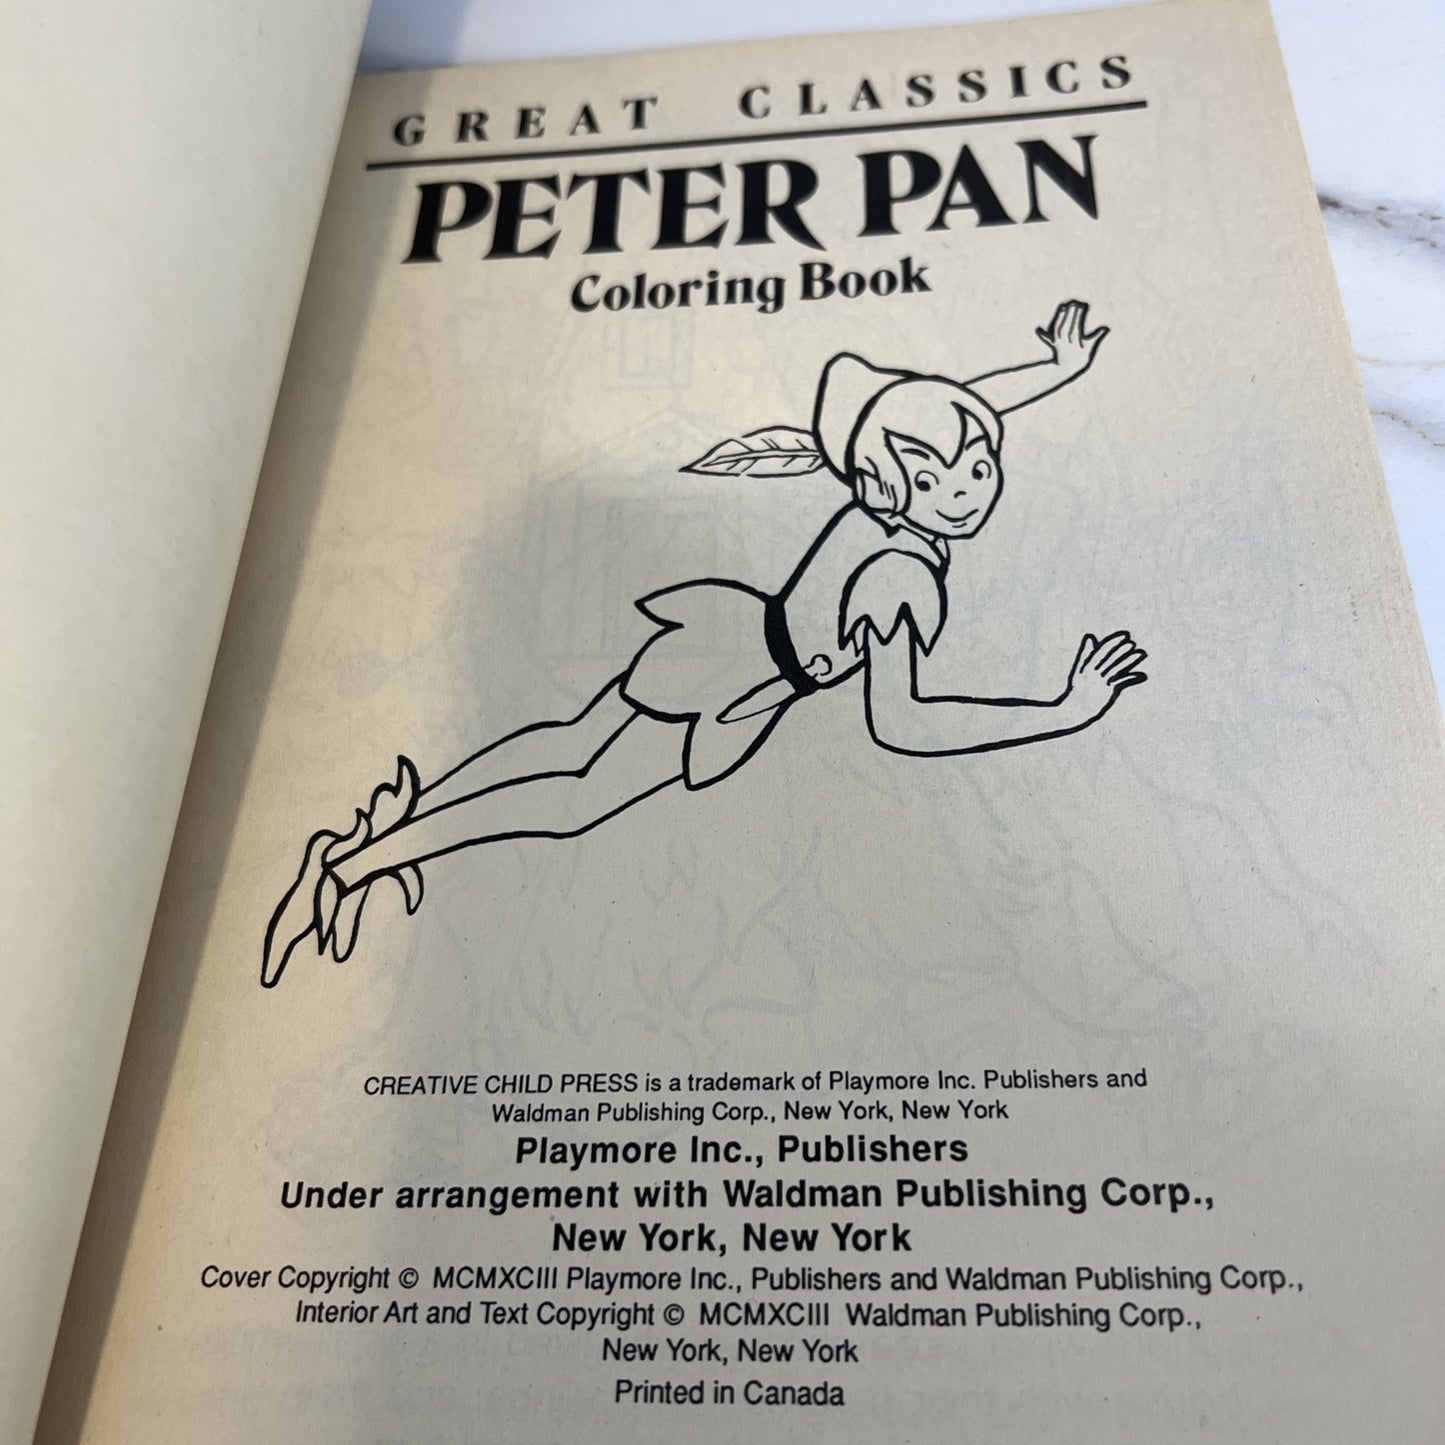 GREAT CLASSICS
PETER PAN
Coloring Book
CREATIVE CHILD PRESS is a trademark of Playmore Inc. Publishers and
Waldman Publishing Corp., New York, New York
Playmore Inc., Publishers
Under arrangement with Waldman Publishing Corp.,
New York, New York
Cover Copyright © MCMXCIII Playmore Inc., Publishers and Waldman Publishing Corp.,
Interior Art and Text Copyright © MCMXCIII Waldman Publishing Corp.,
New York, New York
Printed in Canada